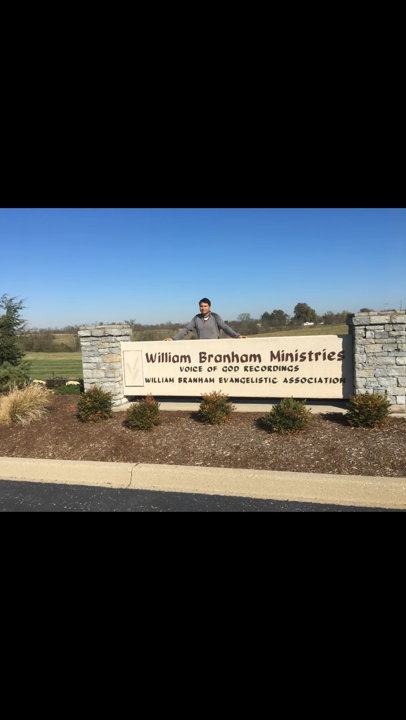 William Branham Ministries
VOICE OF GOD RECORDINGS
WILLIAM BRANHAM EVANGELISTIC ASSOCIATION